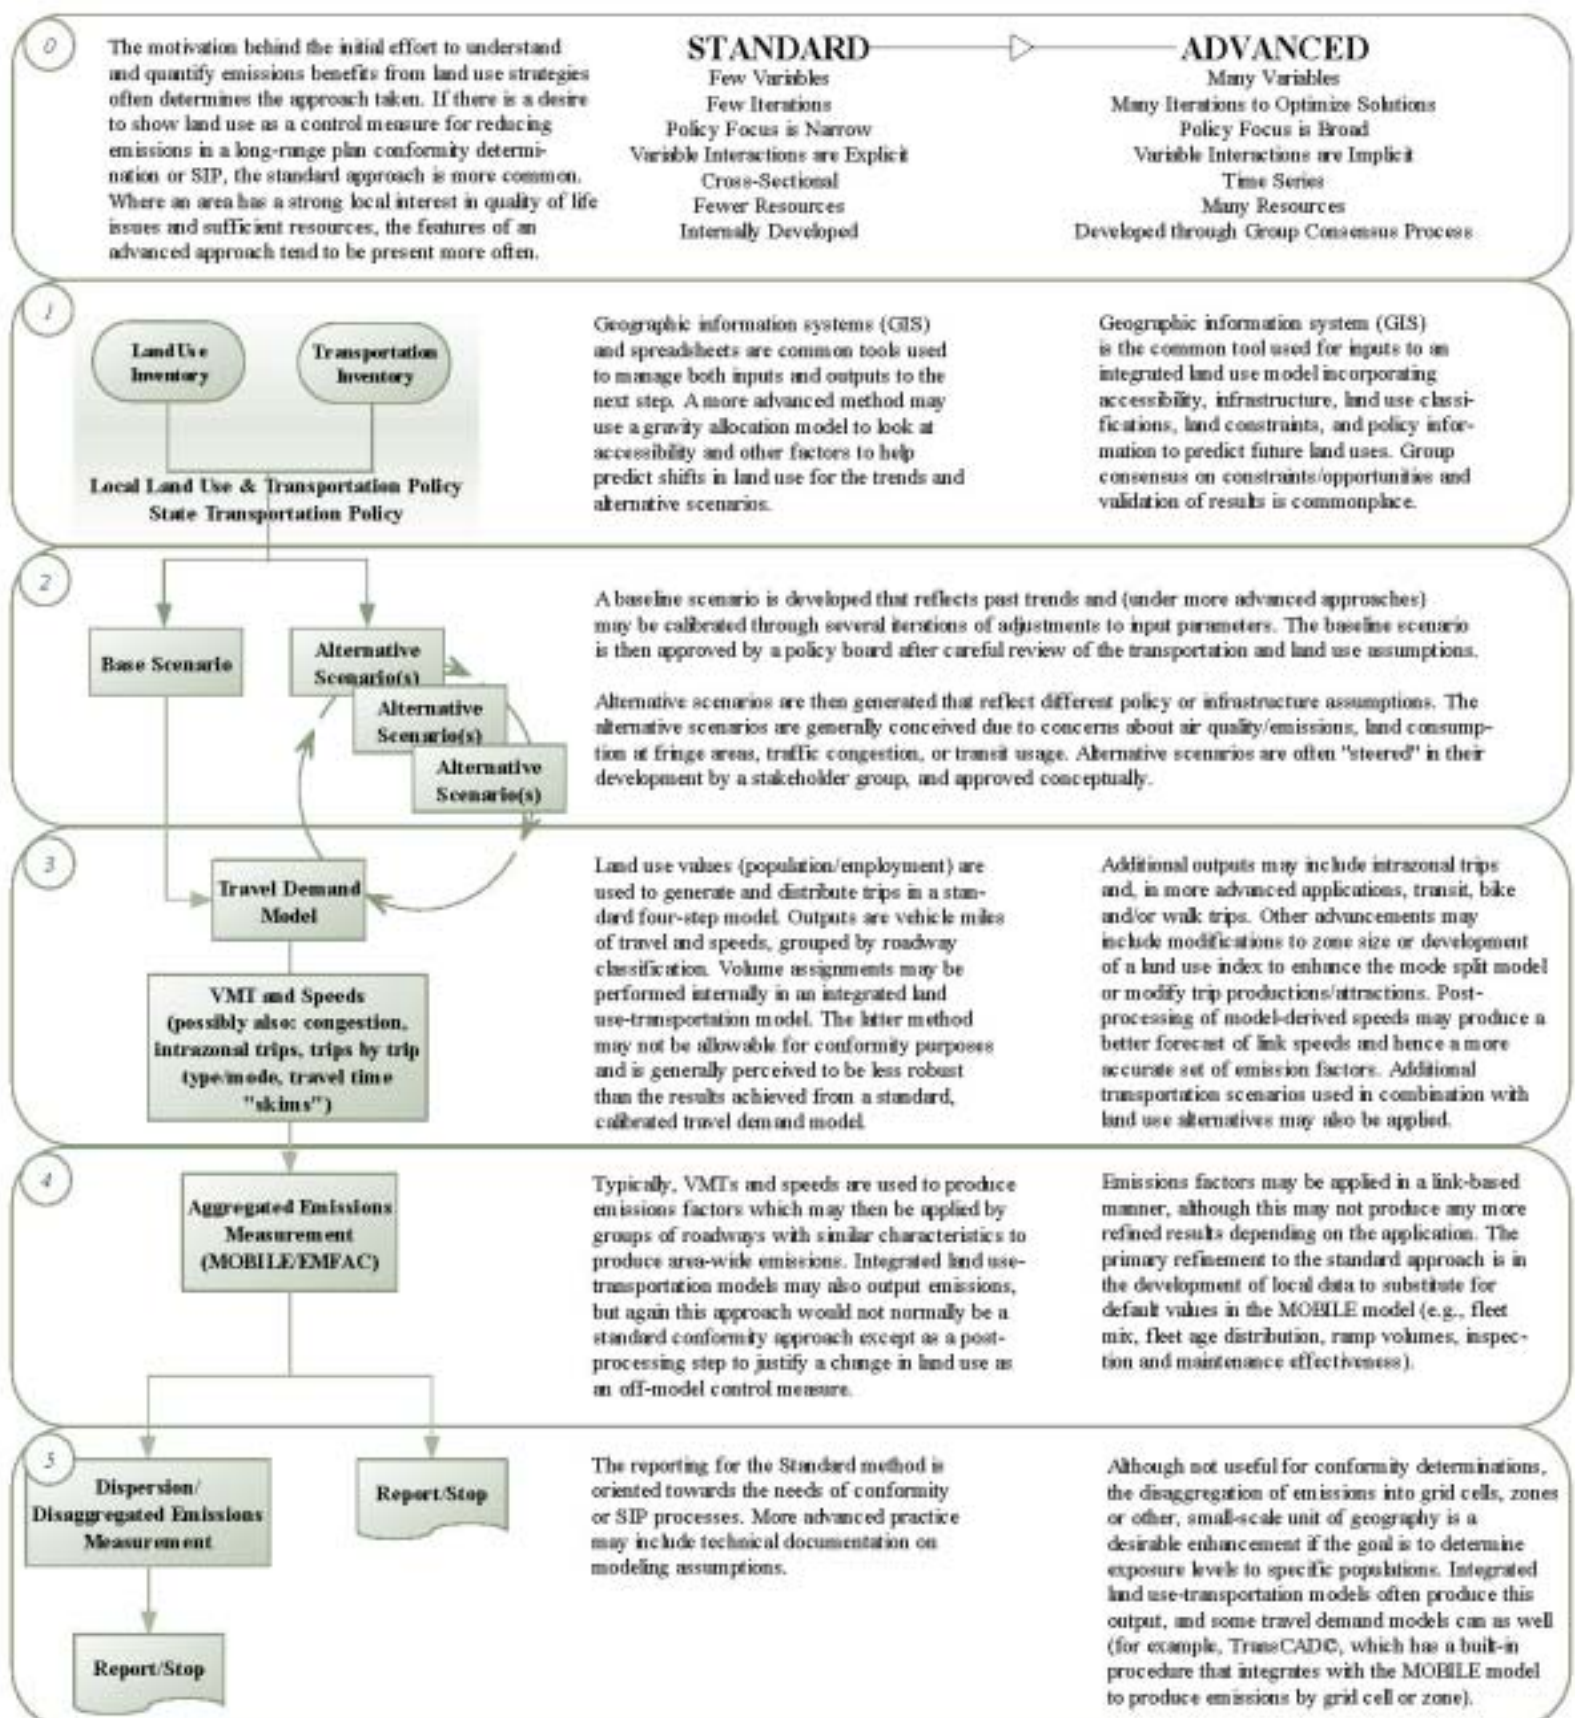 0
The motivation behind the initial effort to understand
and quantify emissions benefits from land use strategies
often determines the approach taken. If there is a desire
to show land use as a control measure for reducing
emissions in a long-range plan conformity determi-
nation or SIP, the standard approach is more common.
Where an area has a strong local interest in quality of life
issues and sufficient resources, the features of an
advanced approach tend to be present more often.
STANDARD
Few Variables
Few Iterations
Policy Focus is Narrow
Variable Interactions are Explicit
Cross-Sectional
Fewer Resources
Internally Developed
ADVANCED
Many Variables
Many Iterations to Optimize Solutions
Policy Focus is Broad
Variable Interactions are Implicit
Time Series
Many Resources
Developed through Group Consensus Process
1
Land Use
Inventory
Transportation
Inventory
Local Land Use & Transportation Policy
State Transportation Policy
Geographic information systems (GIS)
and spreadsheets are common tools used
to manage both inputs and outputs to the
next step. A more advanced method may
use a gravity allocation model to look at
accessibility and other factors to help
predict shifts in land use for the trends and
alternative scenarios.
Geographic information system (GIS)
is the common tool used for inputs to an
integrated land use model incorporating
accessibility, infrastructure, land use classi-
fications, land constraints, and policy infor-
mation to predict future land uses. Group
consensus on constraints/opportunities and
validation of results is commonplace.
2
Base Scenario
Alternative
Scenario(s)
Alternative
Scenario(s)
Alternative
Scenario(s)
A baseline scenario is developed that reflects past trends and (under more advanced approaches)
may be calibrated through several iterations of adjustments to input parameters. The baseline scenario
is then approved by a policy board after careful review of the transportation and land use assumptions.
Alternative scenarios are then generated that reflect different policy or infrastructure assumptions. The
alternative scenarios are generally conceived due to concerns about air quality/emissions, land consump-
tion at fringe areas, traffic congestion, or transit usage. Alternative scenarios are often "steered" in their
development by a stakeholder group, and approved conceptually.
3
Travel Demand
Model
VMT and Speeds
(possibly also: congestion,
intrazonal trips, trips by trip
type/mode, travel time
"skims")
Land use values (population/employment) are
used to generate and distribute trips in a stan-
dard four-step model. Outputs are vehicle miles
of travel and speeds, grouped by roadway
classification. Volume assignments may be
performed internally in an integrated land
use-transportation model. The latter method
may not be allowable for conformity purposes
and is generally perceived to be less robust
than the results achieved from a standard,
calibrated travel demand model.
Additional outputs may include intrazonal trips
and, in more advanced applications, transit, bike
and/or walk trips. Other advancements may
include modifications to zone size or development
of a land use index to enhance the mode split model
or modify trip productions/attractions. Post-
processing of model-derived speeds may produce a
better forecast of link speeds and hence a more
accurate set of emission factors. Additional
transportation scenarios used in combination with
land use alternatives may also be applied.
4
Aggregated Emissions
Measurement
(MOBILE/EMFAC)
Typically, VMTs and speeds are used to produce
emissions factors which may then be applied by
groups of roadways with similar characteristics to
produce area-wide emissions. Integrated land use-
transportation models may also output emissions,
but again this approach would not normally be a
standard conformity approach except as a post-
processing step to justify a change in land use as
an off-model control measure.
Emissions factors may be applied in a link-based
manner, although this may not produce any more
refined results depending on the application. The
primary refinement to the standard approach is in
the development of local data to substitute for
default values in the MOBILE model (e.g., fleet
mix, fleet age distribution, ramp volumes, inspec-
tion and maintenance effectiveness).
5
Dispersion/
Disaggregated Emissions
Measurement
Report/Stop
Report/Stop
The reporting for the Standard method is
oriented towards the needs of conformity
or SIP processes. More advanced practice
may include technical documentation on
modeling assumptions.
Although not useful for conformity determinations,
the disaggregation of emissions into grid cells, zones
or other, small-scale unit of geography is a
desirable enhancement if the goal is to determine
exposure levels to specific populations. Integrated
land use-transportation models often produce this
output, and some travel demand models can as well
(for example, TransCAD©, which has a built-in
procedure that integrates with the MOBILE model
to produce emissions by grid cell or zone).